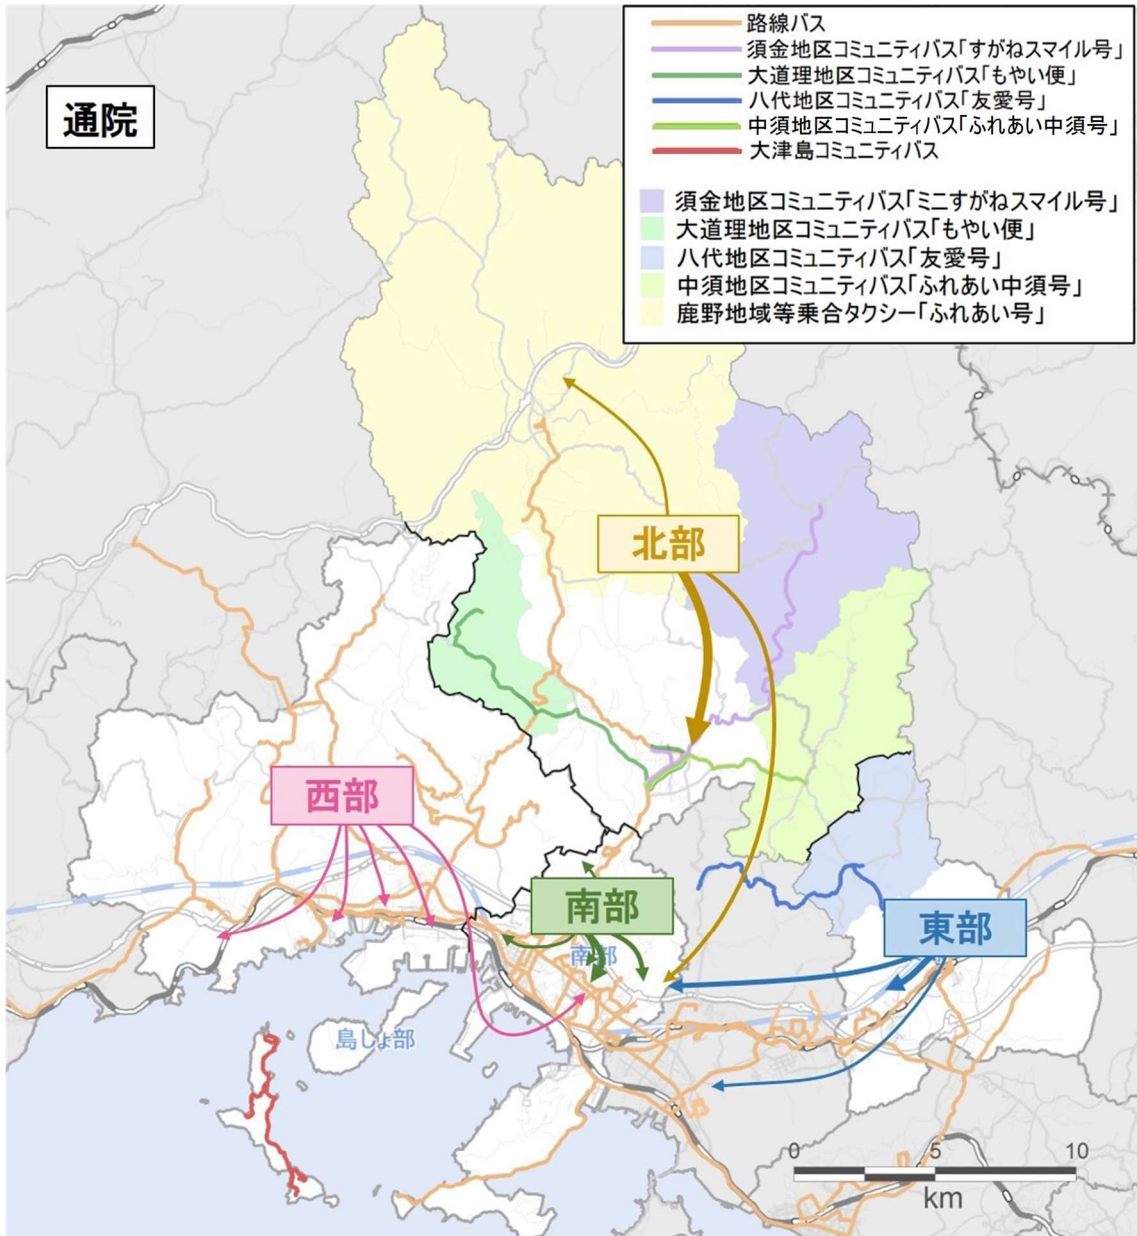 通院
路線バス
須金地区コミュニティバス「すがねスマイル号」
大道理地区コミュニティバス「もやい便」
八代地区コミュニティバス「友愛号」
中須地区コミュニティバス「ふれあい中須号」
大津島コミュニティバス
須金地区コミュニティバス「ミニすがねスマイル号」
大道理地区コミュニティバス「もやい便」
八代地区コミュニティバス「友愛号」
中須地区コミュニティバス「ふれあい中須号」
鹿野地域等乗合タクシー「ふれあい号」
北部
西部
南部
東部
南部
島しょ部
0 5 10
km